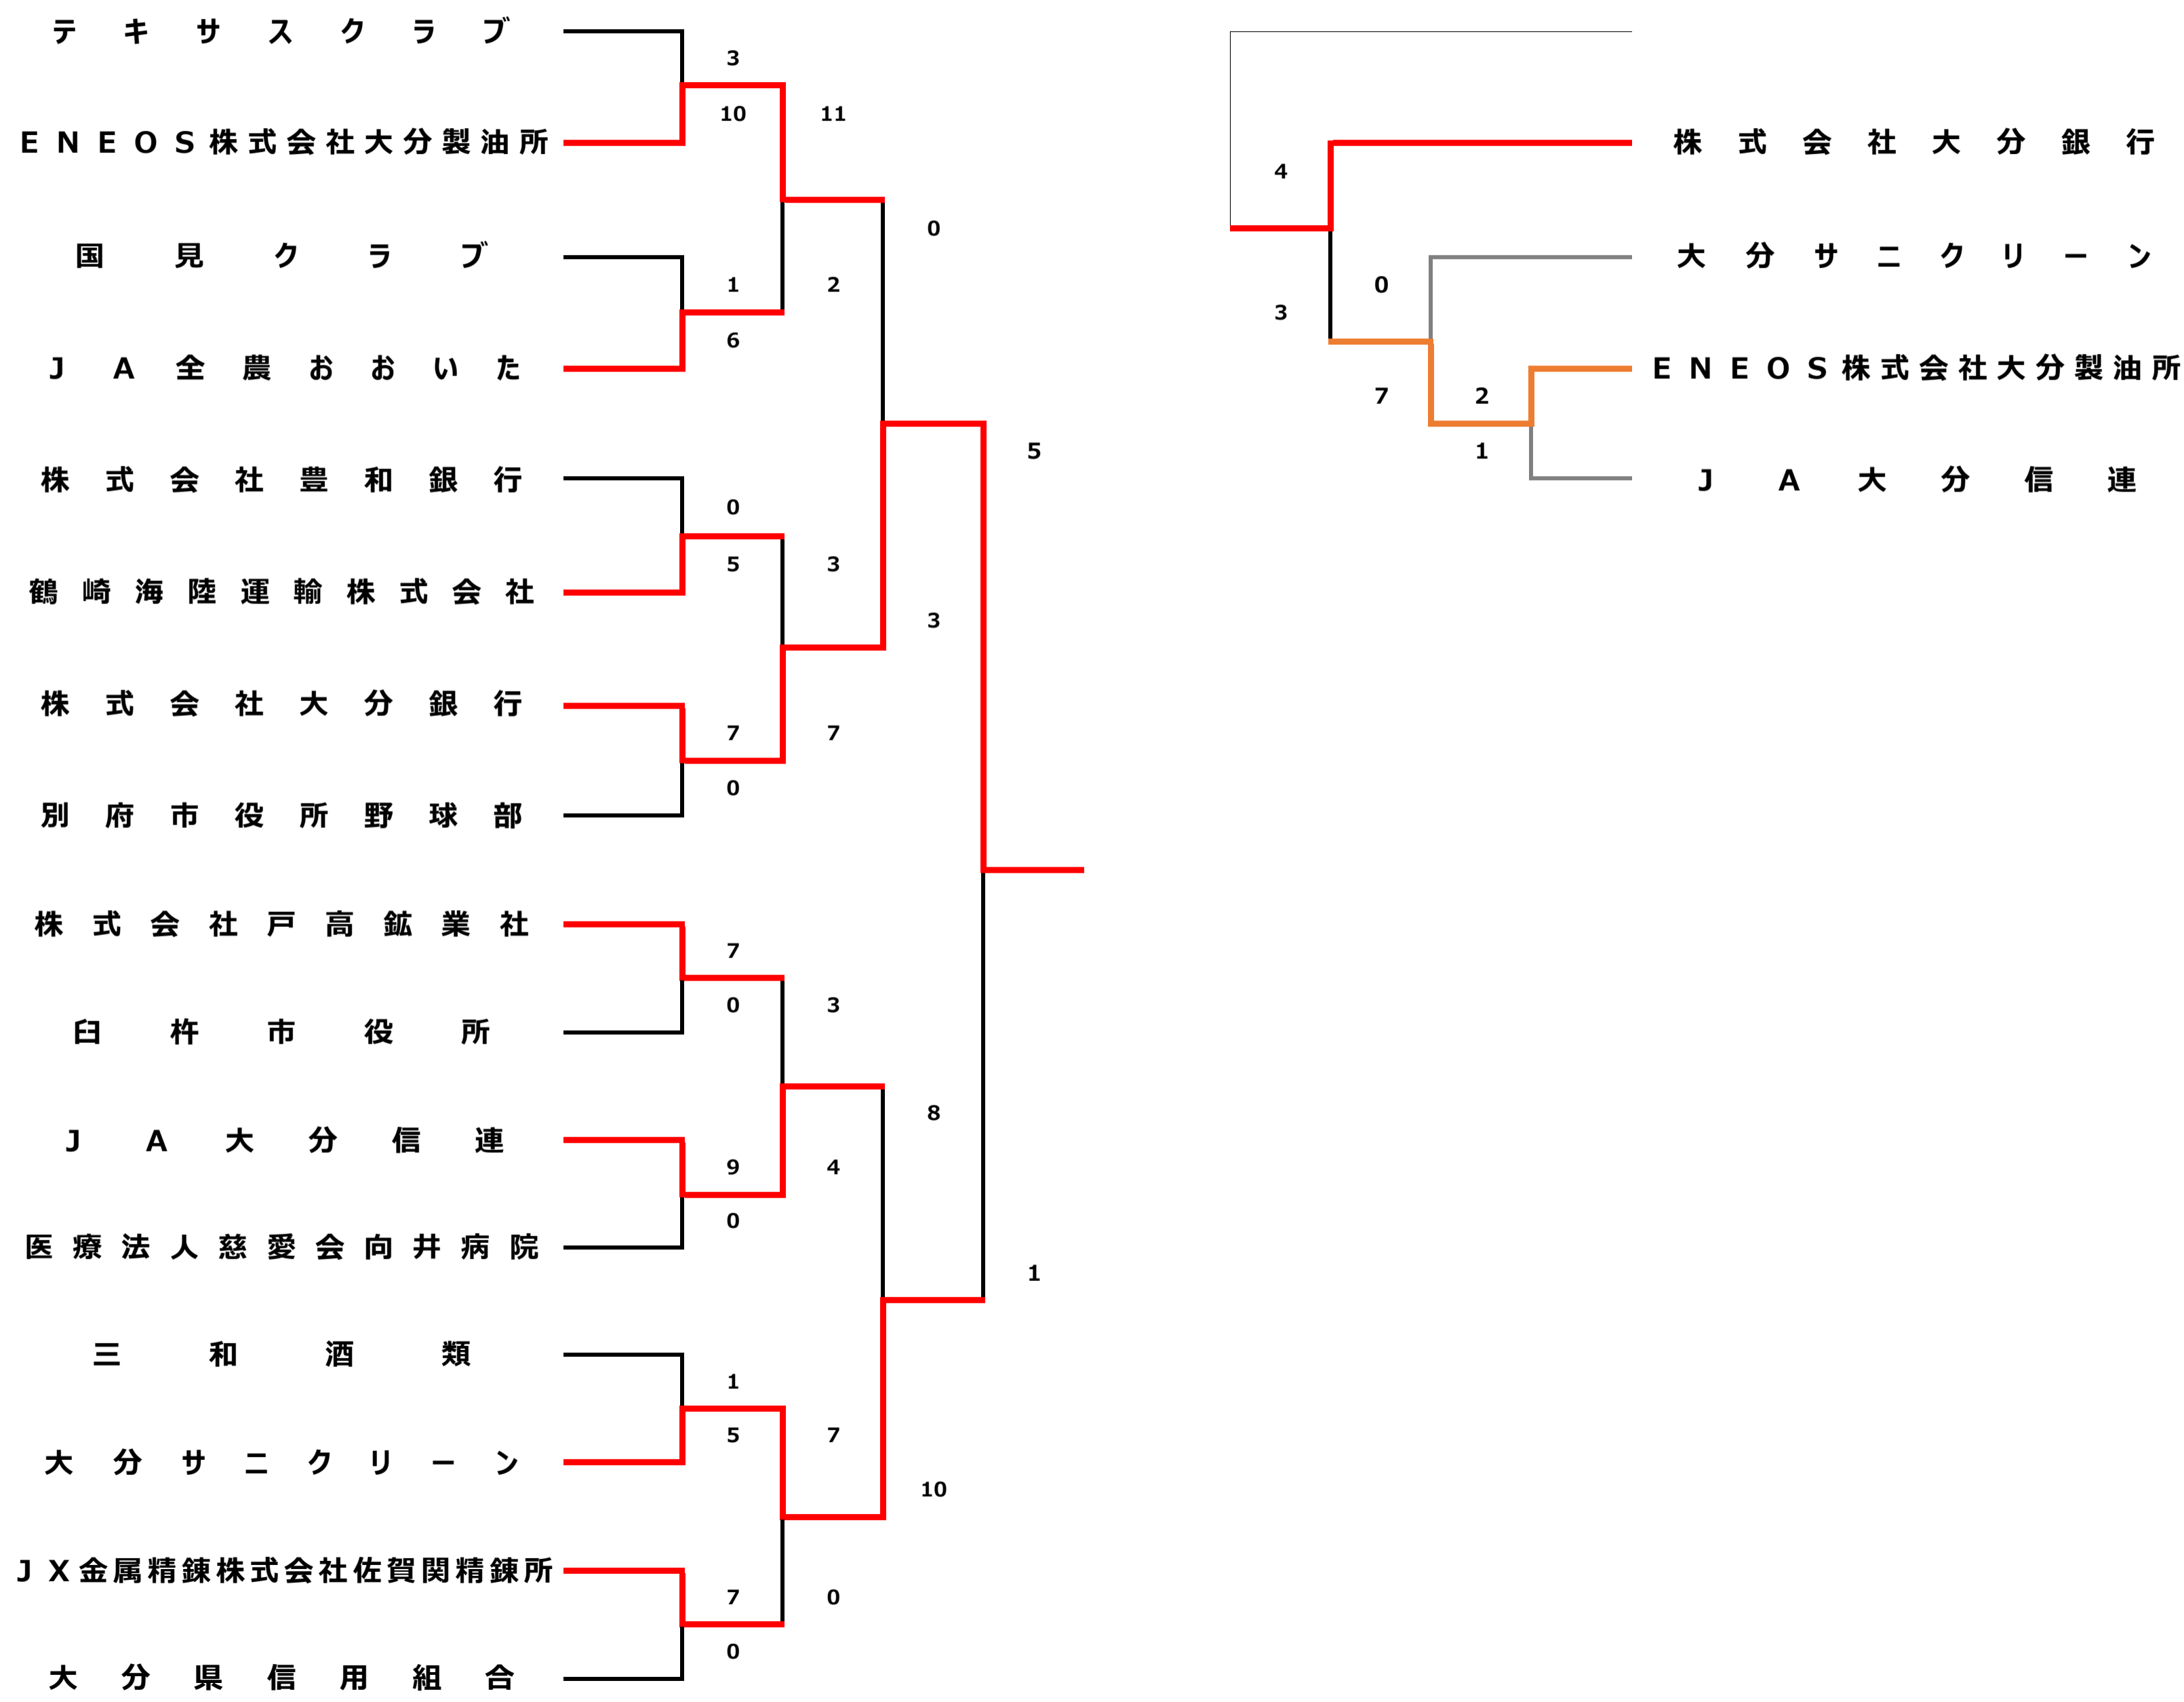 テキサスクラブ
3
10
11
ENEOS株式会社大分製油所
0
国見クラブ
1
2
6
JA全農おおいた
5
株式会社豊和銀行
0
5
3
鶴崎海陸運輸株式会社
3
株式会社大分銀行
7
7
0
別府市役所野球部
株式会社戸高鉱業社
7
0
3
臼杵市役所
8
JA大分信連
9
4
0
医療法人慈愛会向井病院
1
三和酒類
1
5
7
大分サニクリーン
10
JX金属精錬株式会社佐賀関精錬所
7
0
0
大分県信用組合
4
株式会社大分銀行
3
0
大分サニクリーン
7
2
ENEOS株式会社大分製油所
1
JA大分信連